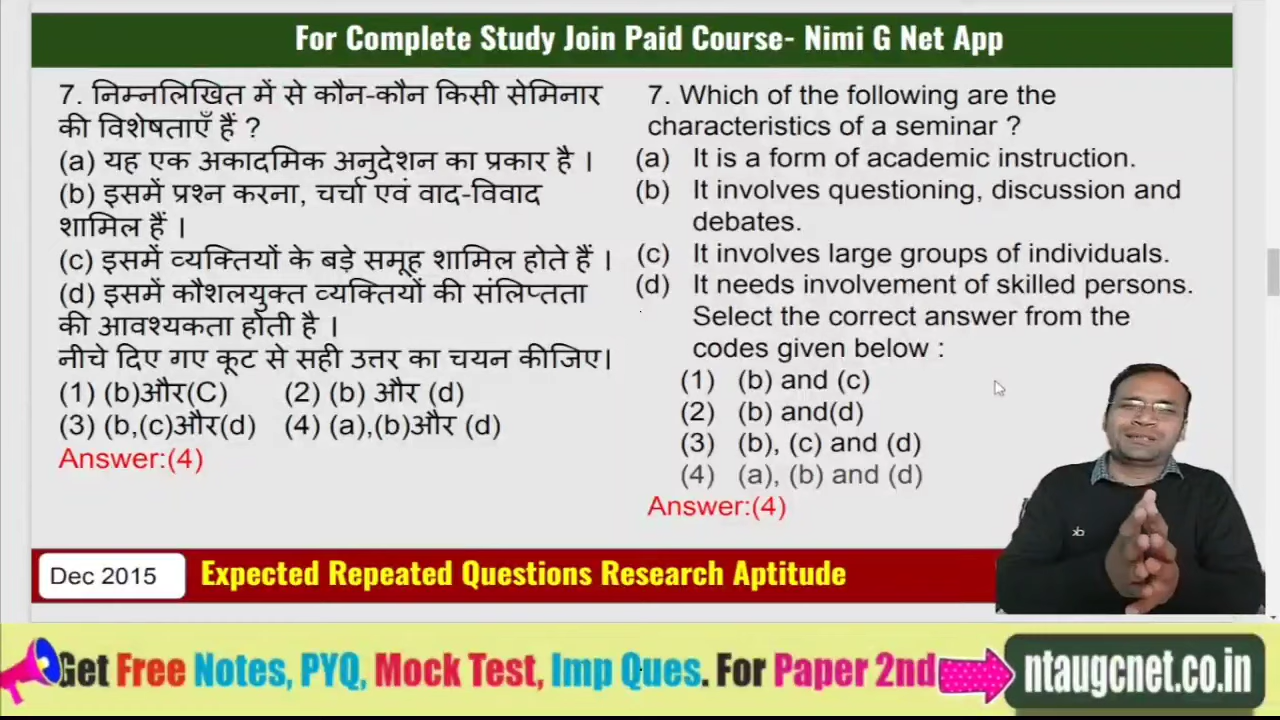 For Complete Study Join Paid Course- Nimi G Net App
7. निम्नलिखित में से कौन-कौन किसी सेमिनार
की विशेषताएँ हैं ?
(a) यह एक अकादमिक अनुदेशन का प्रकार है ।
(b) इसमें प्रश्न करना, चर्चा एवं वाद-विवाद
शामिल हैं ।
(c) इसमें व्यक्तियों के बड़े समूह शामिल होते हैं ।
(d) इसमें कौशलयुक्त व्यक्तियों की संलिप्तता
की आवश्यकता होती है ।
नीचे दिए गए कूट से सही उत्तर का चयन कीजिए।
(1) (b)और(C) (2) (b) और (d)
(3) (b,(c)और(d) (4) (a),(b)और (d)
Answer:(4)
7. Which of the following are the
characteristics of a seminar ?
(a) It is a form of academic instruction.
(b) It involves questioning, discussion and
debates.
(c) It involves large groups of individuals.
(d) It needs involvement of skilled persons.
Select the correct answer from the
codes given below :
(1) (b) and (c)
(2) (b) and(d)
(3) (b), (c) and (d)
(4) (a), (b) and (d)
Answer:(4)
Dec 2015 Expected Repeated Questions Research Aptitude
Get Free Notes, PYQ, Mock Test, Imp Ques. For Paper 2nd ntaugcnet.co.in